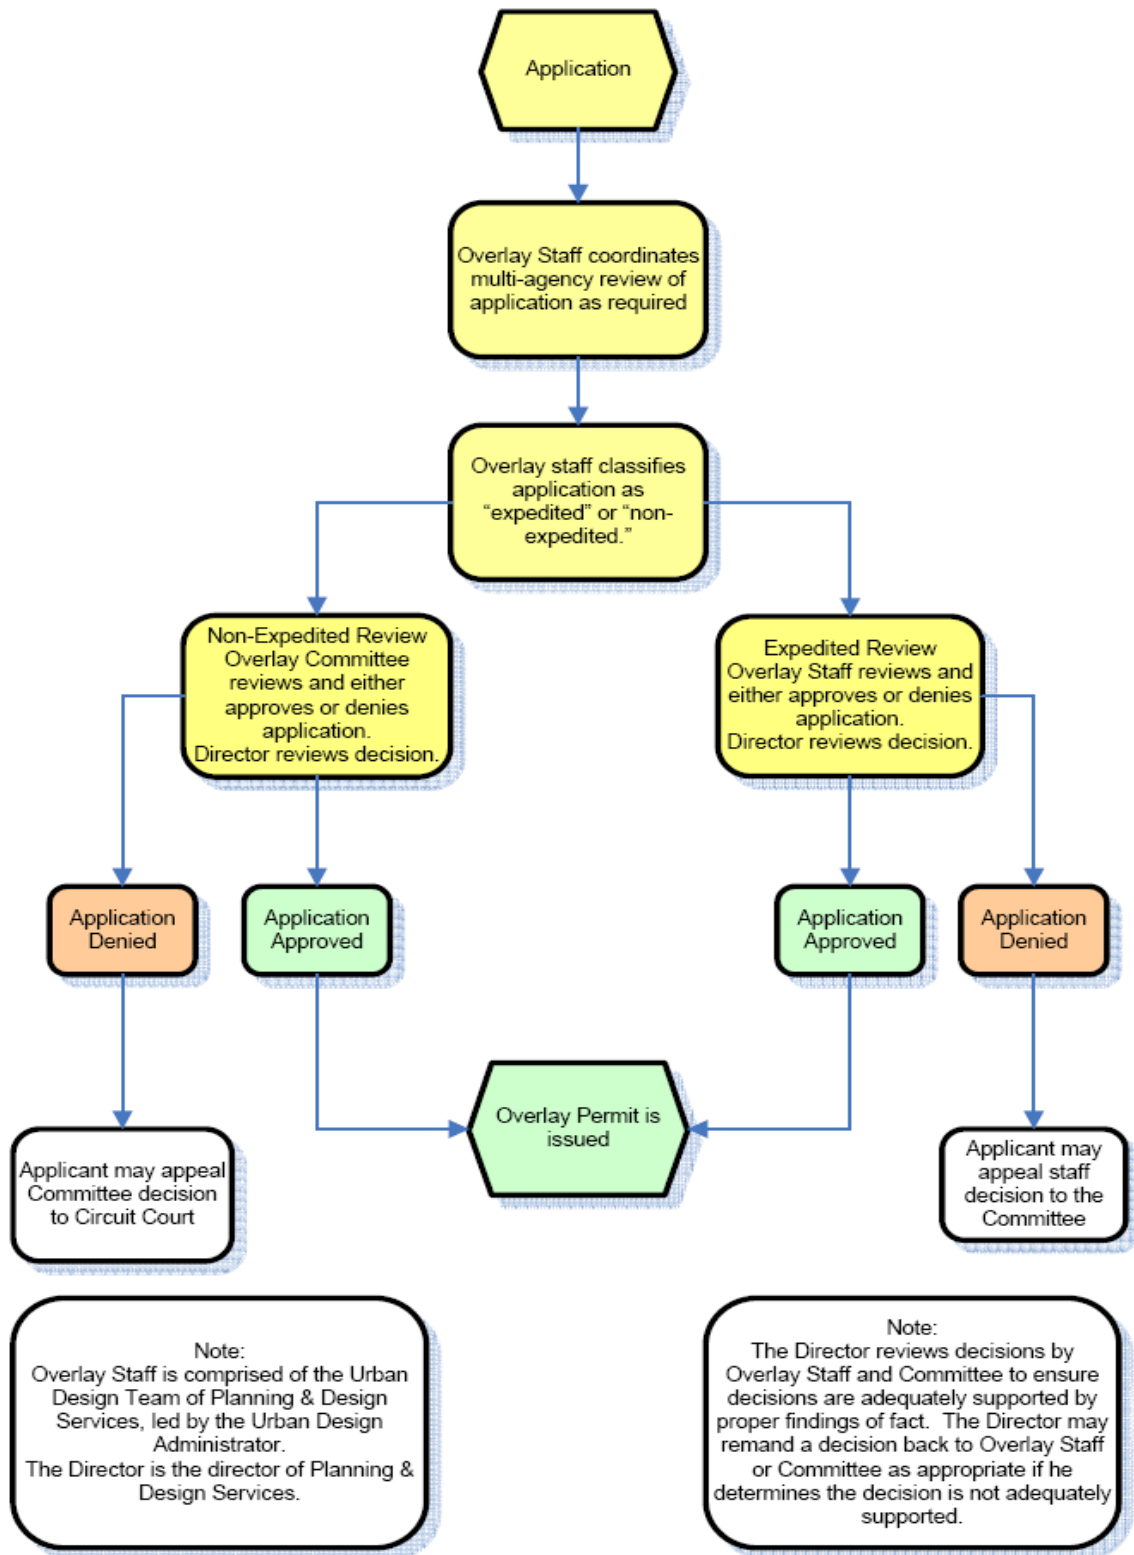 Application
Overlay Staff coordinates
multi-agency review of
application as required
Overlay staff classifies
application as
“expedited” or “non-
expedited.”
Non-Expedited Review
Overlay Committee
reviews and either
approves or denies
application.
Director reviews decision.
Expedited Review
Overlay Staff reviews and
either approves or denies
application.
Director reviews decision.
Application
Denied
Application
Approved
Application
Approved
Application
Denied
Overlay Permit is
issued
Applicant may appeal
Committee decision
to Circuit Court
Applicant may
appeal staff
decision to the
Committee
Note:
Overlay Staff is comprised of the Urban
Design Team of Planning & Design
Services, led by the Urban Design
Administrator.
The Director is the director of Planning &
Design Services.
Note:
The Director reviews decisions by
Overlay Staff and Committee to ensure
decisions are adequately supported by
proper findings of fact.  The Director may
remand a decision back to Overlay Staff
or Committee as appropriate if he
determines the decision is not adequately
supported.